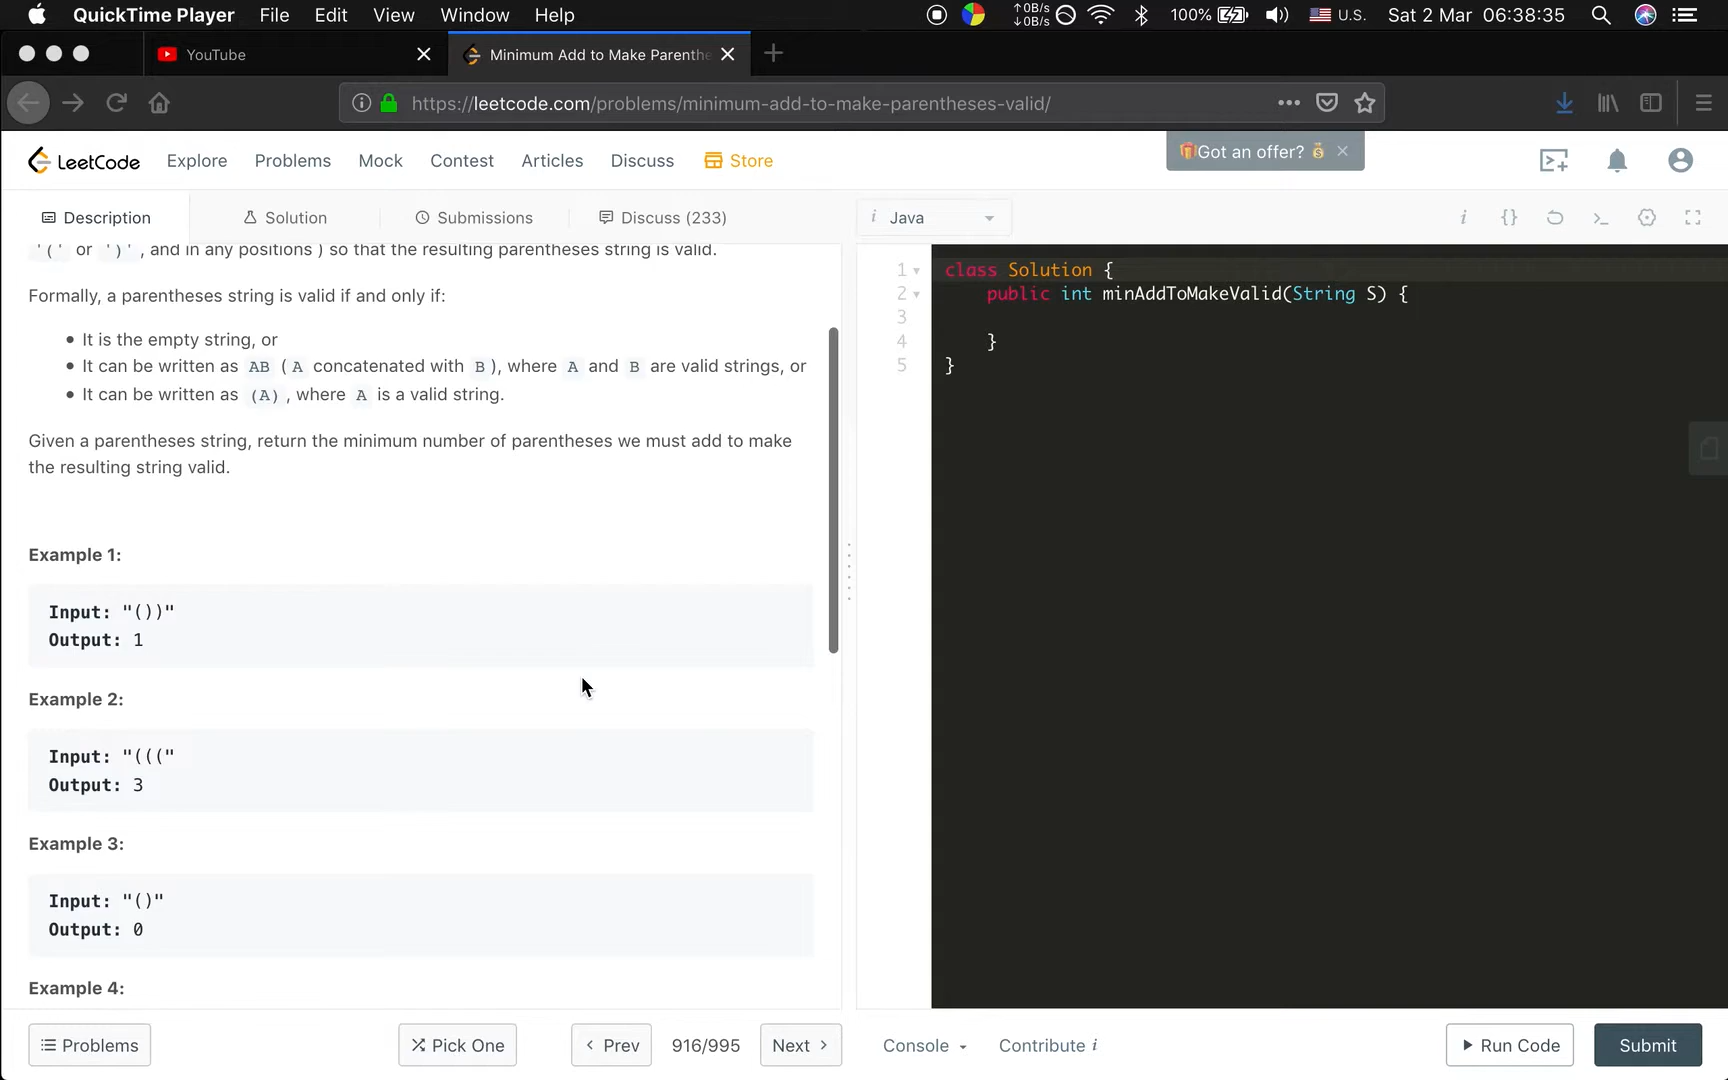 QuickTime Player File Edit View Window Help ↑0B/s ↓0B/s 100% U.S. Sat 2 Mar 06:38:35
YouTube Minimum Add to Make Parenthe
https://leetcode.com/problems/minimum-add-to-make-parentheses-valid/
LeetCode Explore Problems Mock Contest Articles Discuss Store Got an offer?
Description Solution Submissions Discuss (233) i Java i {}
'(' or ')', and in any positions ) so that the resulting parentheses string is valid.
Formally, a parentheses string is valid if and only if:
• It is the empty string, or
• It can be written as AB (A concatenated with B), where A and B are valid strings, or
• It can be written as (A), where A is a valid string.
Given a parentheses string, return the minimum number of parentheses we must add to make
the resulting string valid.
Example 1:
Input: "())"
Output: 1
Example 2:
Input: "((("
Output: 3
Example 3:
Input: "()"
Output: 0
Example 4:
1 class Solution {
2 public int minAddToMakeValid(String S) {
3
4 }
5 }
Problems Pick One Prev 916/995 Next Console Contribute i Run Code Submit